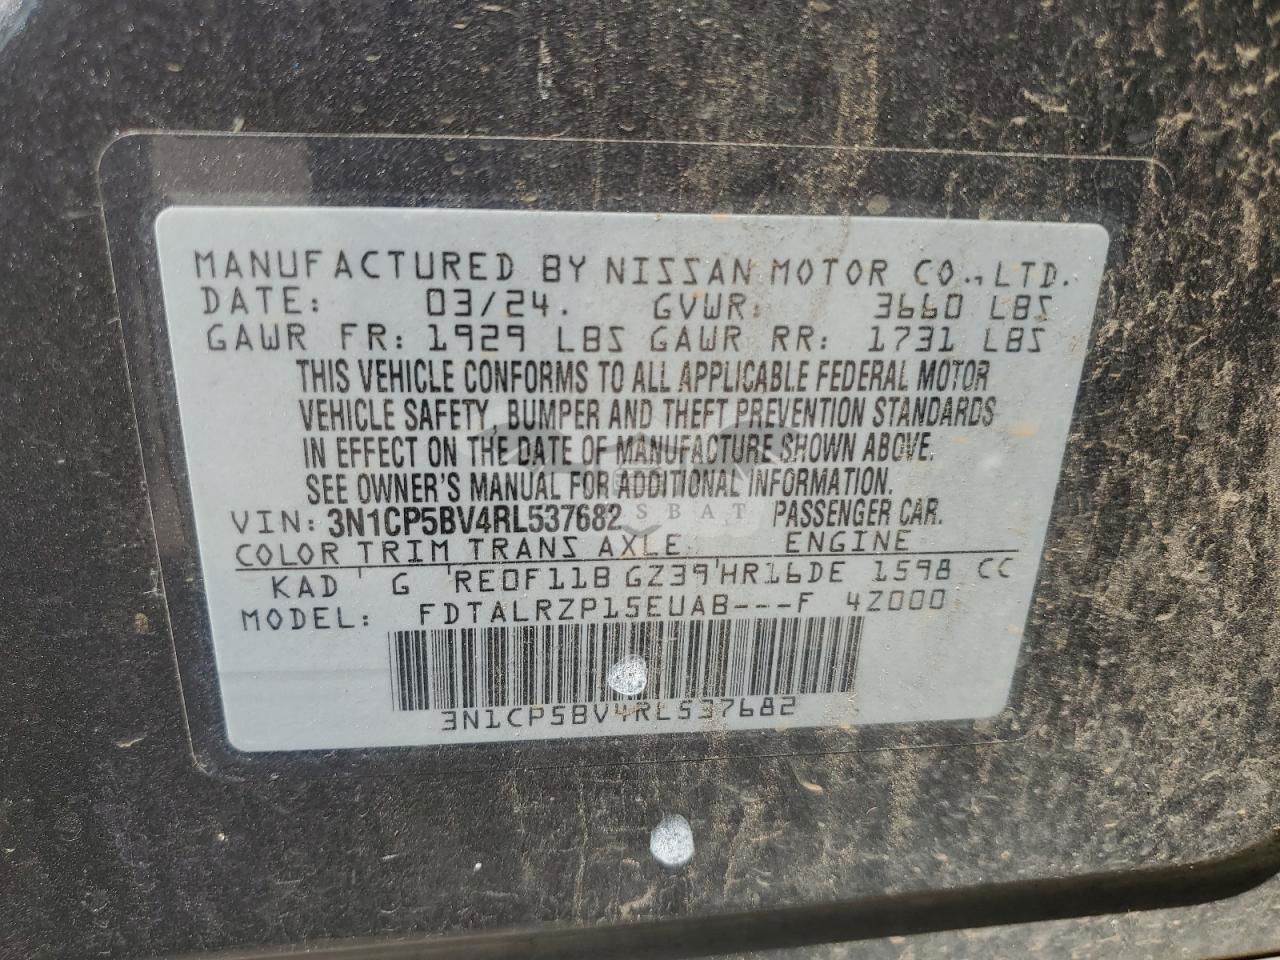 MANUFACTURED BY NISSAN MOTOR CO., LTD.
DATE: 03/24. GVWR: 3660 LBS
GAWR FR: 1929 LBS GAWR RR: 1731 LBS
THIS VEHICLE CONFORMS TO ALL APPLICABLE FEDERAL MOTOR
VEHICLE SAFETY, BUMPER AND THEFT PREVENTION STANDARDS
IN EFFECT ON THE DATE OF MANUFACTURE SHOWN ABOVE.
SEE OWNER'S MANUAL FOR ADDITIONAL INFORMATION.
VIN: 3N1CP5BV4RL537682 PASSENGER CAR.
COLOR TRIM TRANS AXLE ENGINE
KAD G RE0F11B GZ39 HR16DE 1598 CC
MODEL: FDTALRZP15EUAB---F 4Z000
3N1CP5BV4RL537682
SBAT